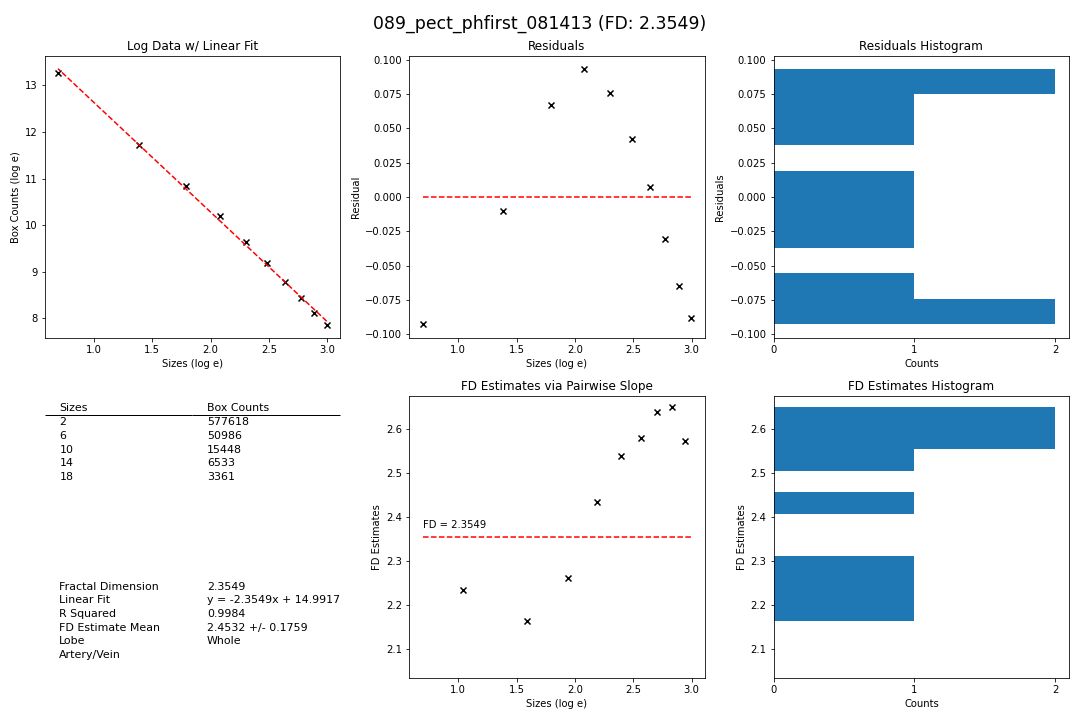 089_pect_phfirst_081413 (FD: 2.3549)
Log Data w/ Linear Fit
13
12
11
10
9
8
Box Counts (log e)
1.0 1.5 2.0 2.5 3.0
Sizes (log e)
Residuals
0.100
0.075
0.050
0.025
0.000
−0.025
−0.050
−0.075
−0.100
Residual
1.0 1.5 2.0 2.5 3.0
Sizes (log e)
Residuals Histogram
0.100
0.075
0.050
0.025
0.000
−0.025
−0.050
−0.075
−0.100
Residuals
0 1 2
Counts
Sizes Box Counts
2 577618
6 50986
10 15448
14 6533
18 3361
Fractal Dimension 2.3549
Linear Fit y = -2.3549x + 14.9917
R Squared 0.9984
FD Estimate Mean 2.4532 +/- 0.1759
Lobe Whole
Artery/Vein
FD Estimates via Pairwise Slope
2.6
2.5
2.4
2.3
2.2
2.1
FD Estimates
FD = 2.3549
1.0 1.5 2.0 2.5 3.0
Sizes (log e)
FD Estimates Histogram
2.6
2.5
2.4
2.3
2.2
2.1
FD Estimates
0 1 2
Counts